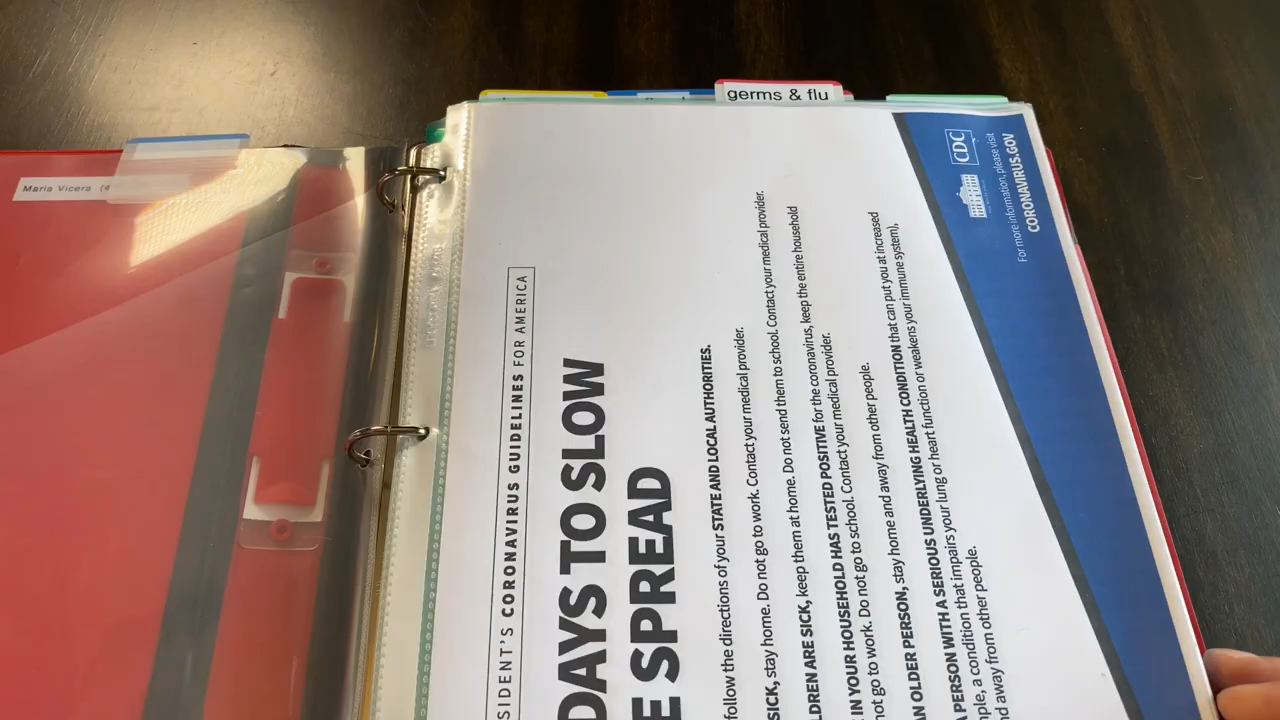 germs & flu
Maria Vicera (4
SIDENT'S CORONAVIRUS GUIDELINES FOR AMERICA
DAYS TO SLOW
E SPREAD
follow the directions of your STATE AND LOCAL AUTHORITIES.
SICK, stay home. Do not go to work. Contact your medical provider.
LDREN ARE SICK, keep them at home. Do not send them to school. Contact your medical provider.
E IN YOUR HOUSEHOLD HAS TESTED POSITIVE for the coronavirus, keep the entire household
not go to work. Do not go to school. Contact your medical provider.
AN OLDER PERSON, stay home and away from other people.
A PERSON WITH A SERIOUS UNDERLYING HEALTH CONDITION that can put you at increased
mple, a condition that impairs your lung or heart function or weakens your immune system),
nd away from other people.
CDC
For more information, please visit
CORONAVIRUS.GOV